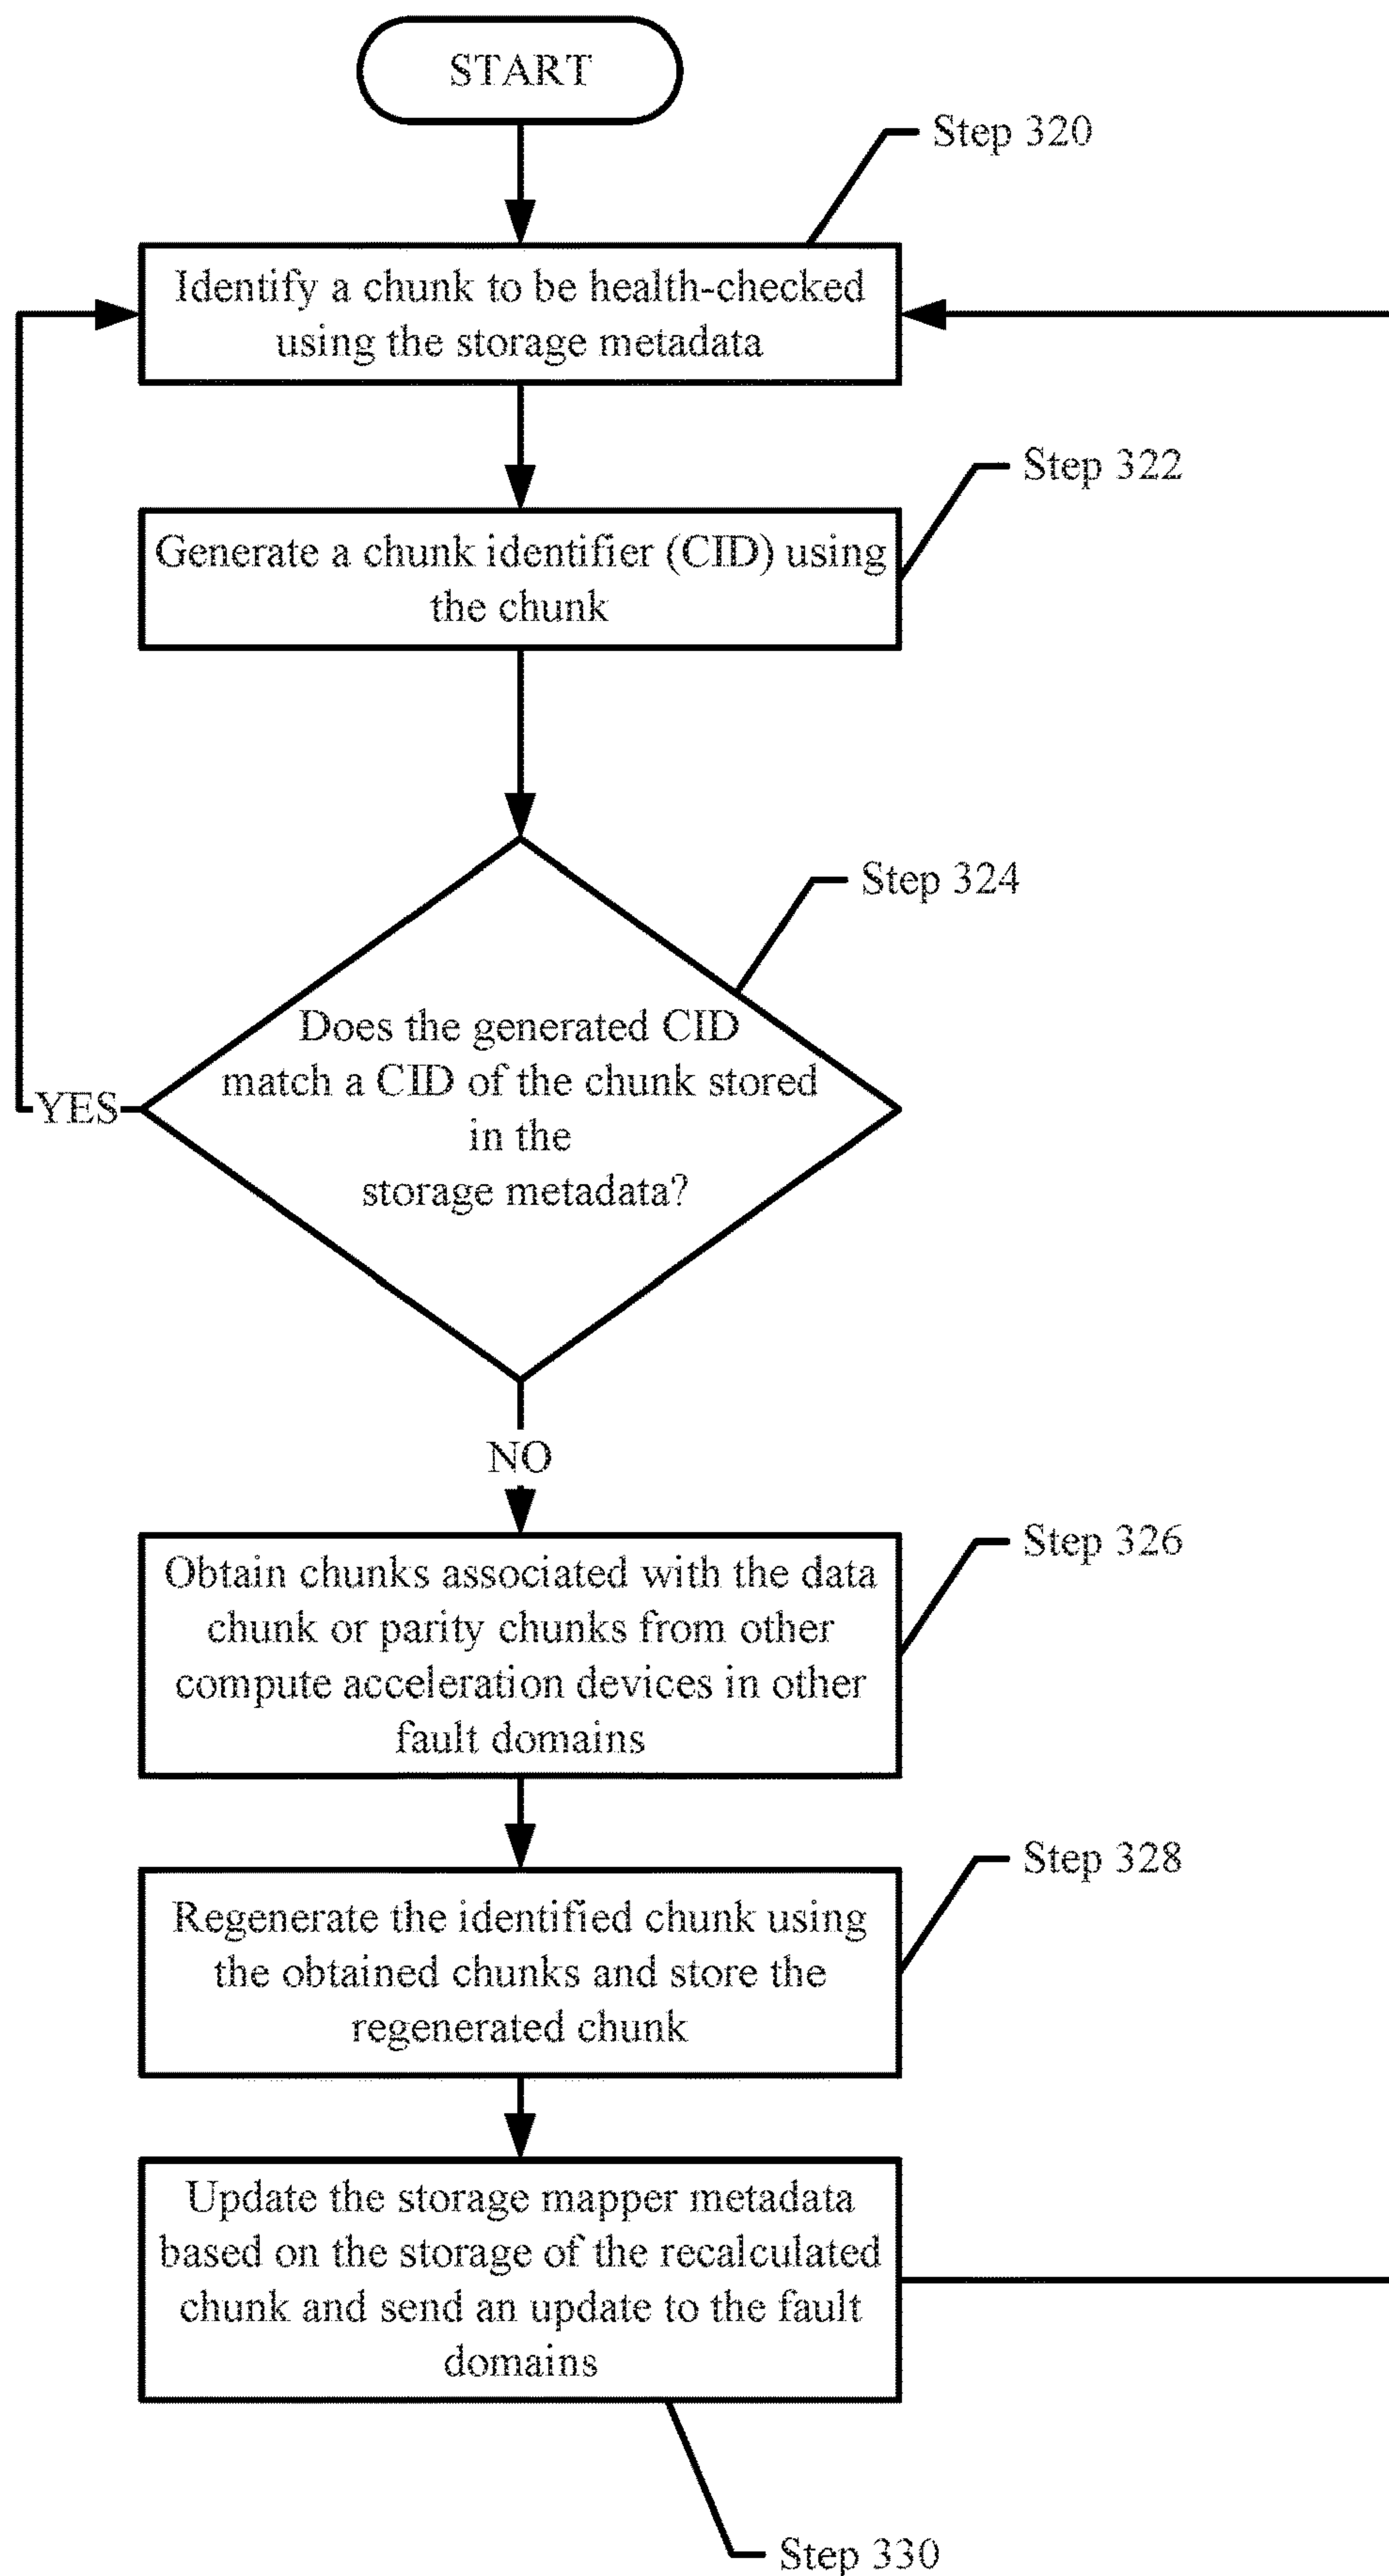 START
Step 320
Identify a chunk to be health-checked
using the storage metadata
Step 322
Generate a chunk identifier (CID) using
the chunk
Step 324
Does the generated CID
match a CID of the chunk stored
in the
storage metadata?
YES
NO
Step 326
Obtain chunks associated with the data
chunk or parity chunks from other
compute acceleration devices in other
fault domains
Step 328
Regenerate the identified chunk using
the obtained chunks and store the
regenerated chunk
Update the storage mapper metadata
based on the storage of the recalculated
chunk and send an update to the fault
domains
Step 330